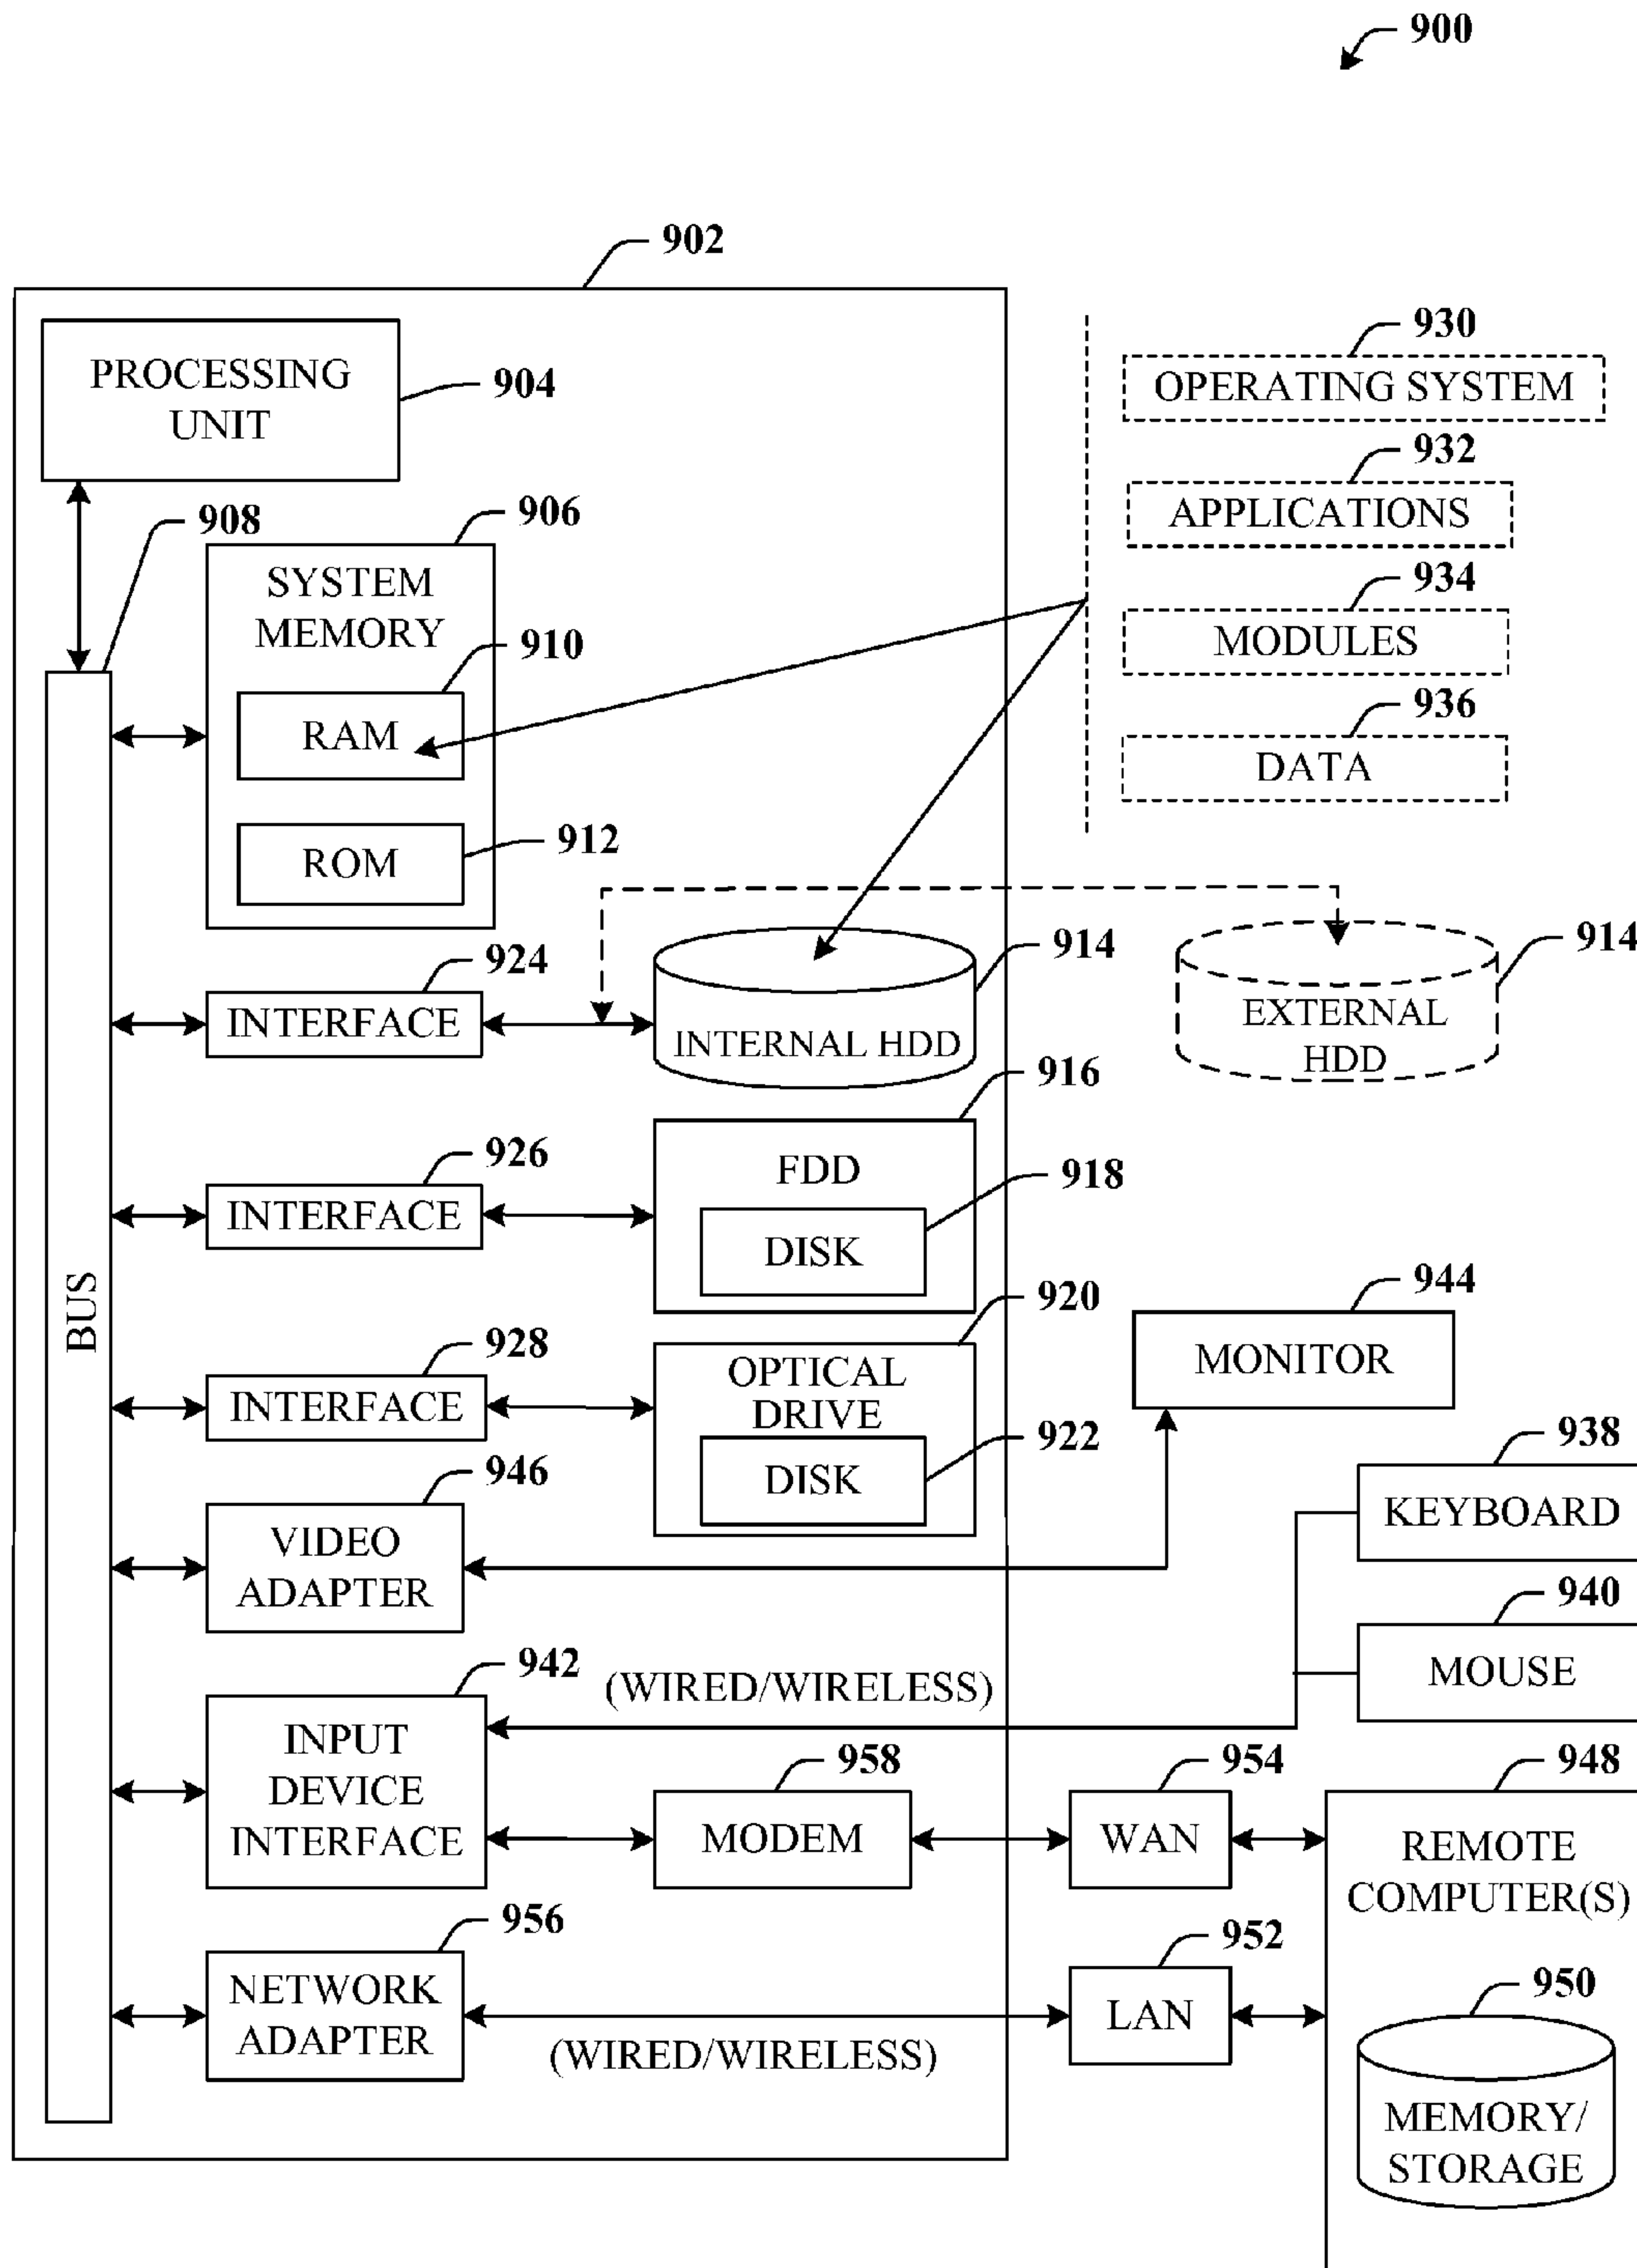 900
902
PROCESSING
UNIT
904
930
OPERATING SYSTEM
932
APPLICATIONS
934
MODULES
936
DATA
908
906
SYSTEM
MEMORY
910
RAM
912
ROM
BUS
924
INTERFACE
914
INTERNAL HDD
914
EXTERNAL
HDD
926
INTERFACE
916
FDD
918
DISK
928
INTERFACE
920
OPTICAL
DRIVE
922
DISK
944
MONITOR
946
VIDEO
ADAPTER
938
KEYBOARD
940
MOUSE
942
INPUT
DEVICE
INTERFACE
(WIRED/WIRELESS)
958
MODEM
954
WAN
948
REMOTE
COMPUTER(S)
956
NETWORK
ADAPTER
(WIRED/WIRELESS)
952
LAN
950
MEMORY/
STORAGE